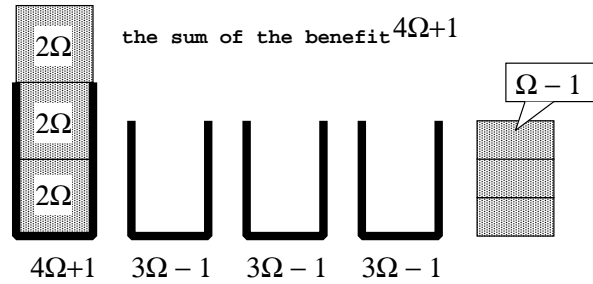 the sum of the benefit 4Ω+1
2Ω
2Ω
2Ω
Ω − 1
4Ω+1 3Ω − 1 3Ω − 1 3Ω − 1